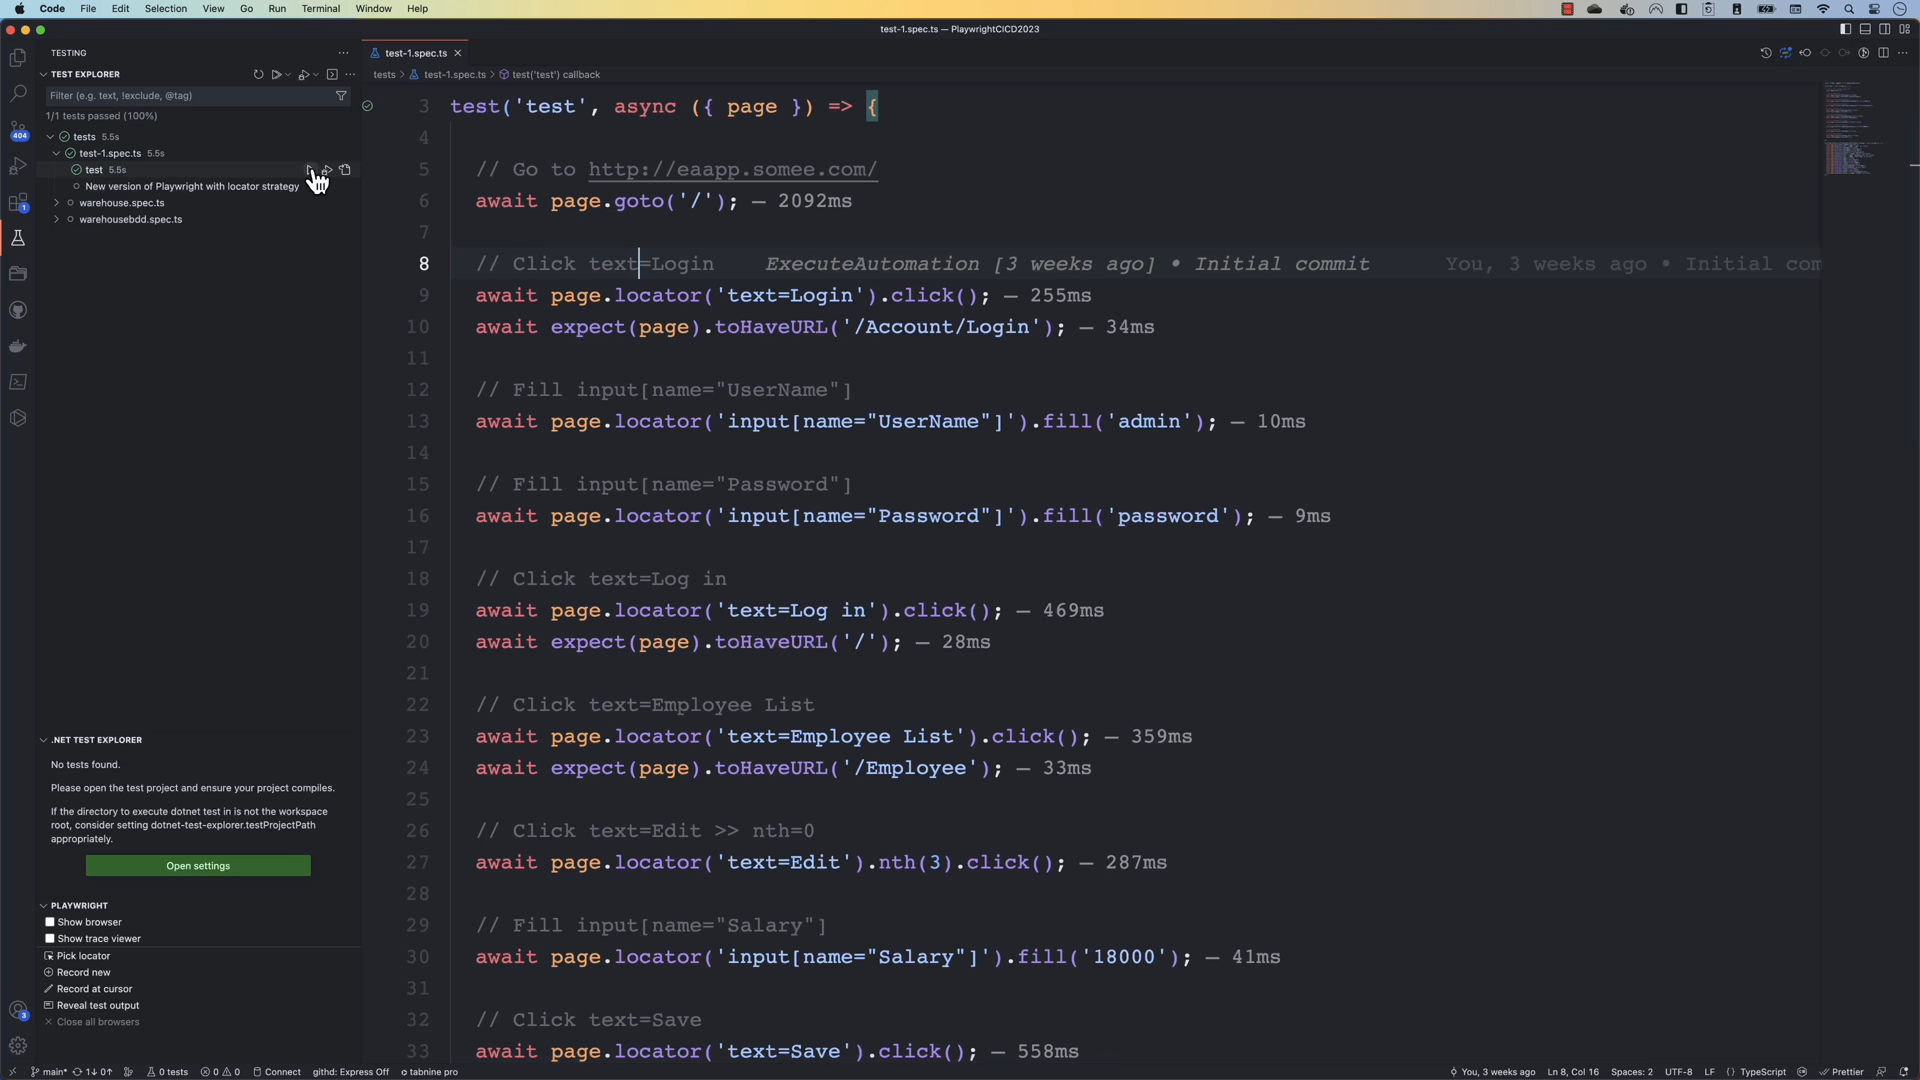 Code File Edit Selection View Go Run Terminal Window Help
test-1.spec.ts — PlaywrightCICD2023
TESTING
TEST EXPLORER
Filter (e.g. text, !exclude, @tag)
1/1 tests passed (100%)
tests 5.5s
test-1.spec.ts 5.5s
test 5.5s
New version of Playwright with locator strategy
warehouse.spec.ts
warehousebdd.spec.ts
404
1
.NET TEST EXPLORER
No tests found.
Please open the test project and ensure your project compiles.
If the directory to execute dotnet test in is not the workspace
root, consider setting dotnet-test-explorer.testProjectPath
appropriately.
Open settings
PLAYWRIGHT
Show browser
Show trace viewer
Pick locator
Record new
Record at cursor
Reveal test output
Close all browsers
3
test-1.spec.ts
tests > test-1.spec.ts > test('test') callback
3 test('test', async ({ page }) => {
4
5 // Go to http://eaapp.somee.com/
6 await page.goto('/'); — 2092ms
7
8 // Click text=Login ExecuteAutomation [3 weeks ago] • Initial commit You, 3 weeks ago • Initial com
9 await page.locator('text=Login').click(); — 255ms
10 await expect(page).toHaveURL('/Account/Login'); — 34ms
11
12 // Fill input[name="UserName"]
13 await page.locator('input[name="UserName"]').fill('admin'); — 10ms
14
15 // Fill input[name="Password"]
16 await page.locator('input[name="Password"]').fill('password'); — 9ms
17
18 // Click text=Log in
19 await page.locator('text=Log in').click(); — 469ms
20 await expect(page).toHaveURL('/'); — 28ms
21
22 // Click text=Employee List
23 await page.locator('text=Employee List').click(); — 359ms
24 await expect(page).toHaveURL('/Employee'); — 33ms
25
26 // Click text=Edit >> nth=0
27 await page.locator('text=Edit').nth(3).click(); — 287ms
28
29 // Fill input[name="Salary"]
30 await page.locator('input[name="Salary"]').fill('18000'); — 41ms
31
32 // Click text=Save
33 await page.locator('text=Save').click(); — 558ms
main* 1↓ 0↑ 0 tests 0 0 Connect githd: Express Off tabnine pro You, 3 weeks ago Ln 8, Col 16 Spaces: 2 UTF-8 LF {} TypeScript Prettier